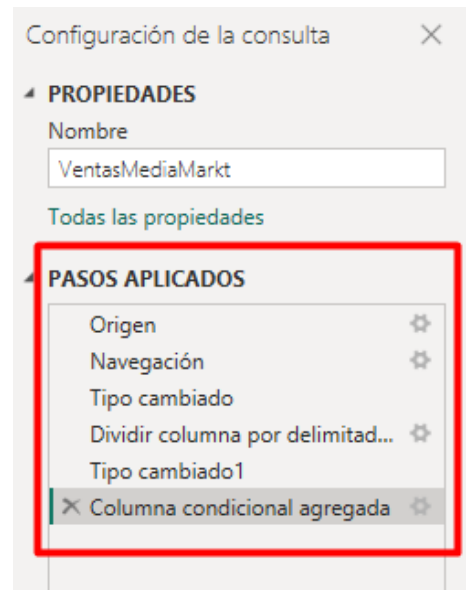 Configuración de la consulta
PROPIEDADES
Nombre
VentasMediaMarkt
Todas las propiedades
PASOS APLICADOS
Origen
Navegación
Tipo cambiado
Dividir columna por delimitad...
Tipo cambiado1
Columna condicional agregada